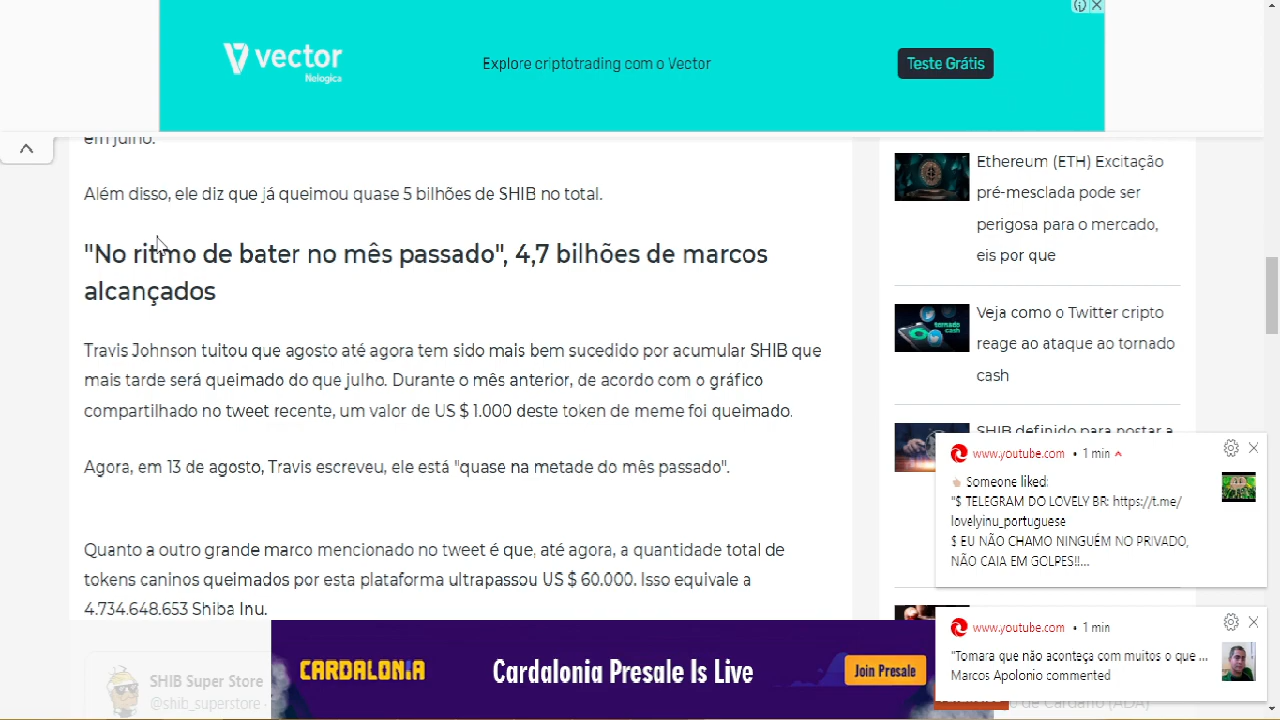 vector
Nelogica
Explore criptotrading com o Vector
Teste Grátis
em julho.
Além disso, ele diz que já queimou quase 5 bilhões de SHIB no total.
"No ritmo de bater no mês passado", 4,7 bilhões de marcos
alcançados
Travis Johnson tuitou que agosto até agora tem sido mais bem sucedido por acumular SHIB que
mais tarde será queimado do que julho. Durante o mês anterior, de acordo com o gráfico
compartilhado no tweet recente, um valor de US $ 1.000 deste token de meme foi queimado.
Agora, em 13 de agosto, Travis escreveu, ele está "quase na metade do mês passado".
Quanto a outro grande marco mencionado no tweet é que, até agora, a quantidade total de
tokens caninos queimados por esta plataforma ultrapassou US $ 60.000. Isso equivale a
4.734.648.653 Shiba Inu.
SHIB Super Store
@shib_superstore
Ethereum (ETH) Excitação
pré-mesclada pode ser
perigosa para o mercado,
eis por que
Veja como o Twitter cripto
reage ao ataque ao tornado
cash
SHIB definido para postar a
www.youtube.com • 1 min
Someone liked:
"$ TELEGRAM DO LOVELY BR: https://t.me/
lovelyinu_portuguese
$ EU NÃO CHAMO NINGUÉM NO PRIVADO,
NÃO CAIA EM GOLPES!!...
www.youtube.com • 1 min
"Tomara que não aconteça com muitos o que ...
Marcos Apolonio commented
de Cardano (ADA)
CARDALONIA
Cardalonia Presale Is Live
Join Presale